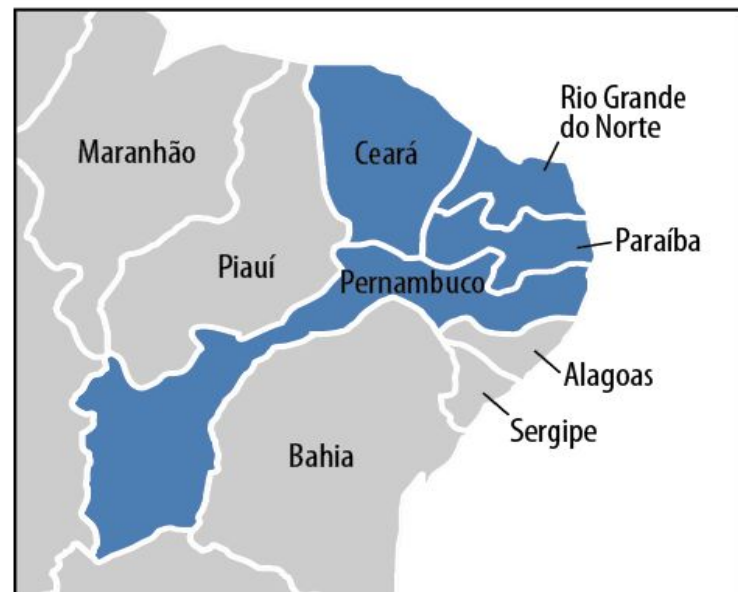 Rio Grande
do Norte
Maranhão
Ceará
Paraíba
Piauí
Pernambuco
Alagoas
Sergipe
Bahia